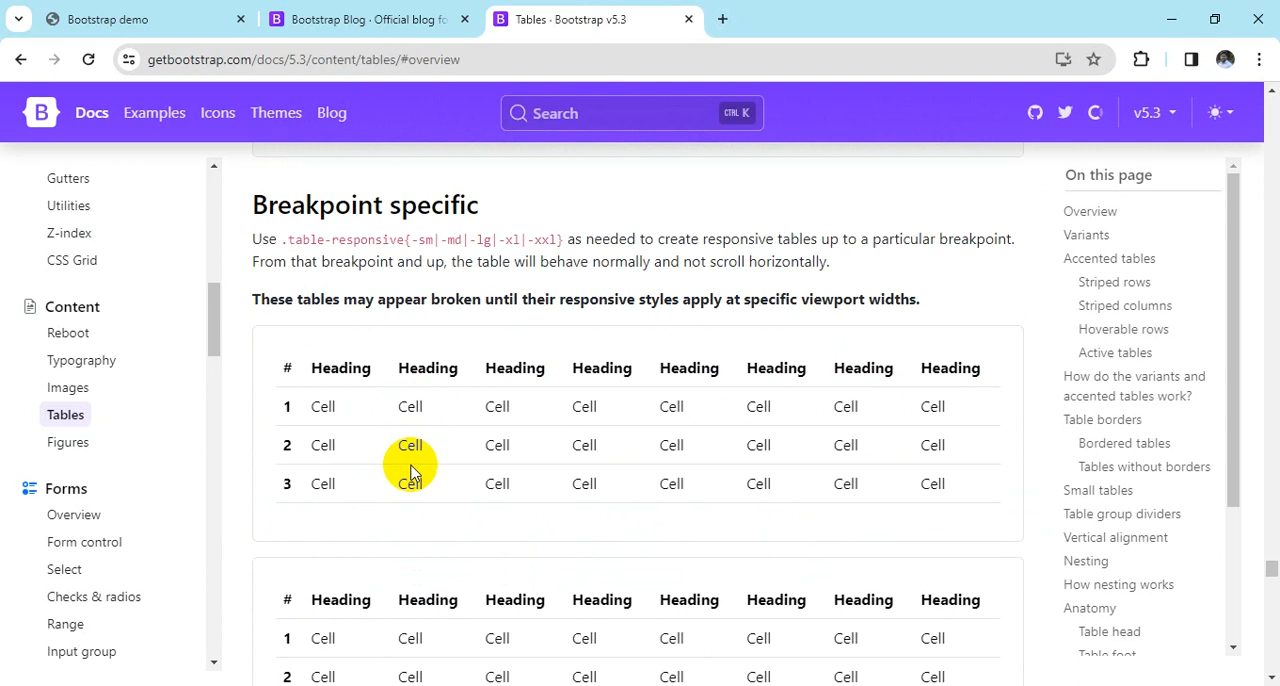 Bootstrap demo
Bootstrap Blog · Official blog fo
Tables · Bootstrap v5.3
getbootstrap.com/docs/5.3/content/tables/#overview
B Docs Examples Icons Themes Blog Search CTRL K v5.3
Gutters
Utilities
Z-index
CSS Grid
Content
Reboot
Typography
Images
Tables
Figures
Forms
Overview
Form control
Select
Checks & radios
Range
Input group
Breakpoint specific
Use .table-responsive{-sm|-md|-lg|-xl|-xxl} as needed to create responsive tables up to a particular breakpoint.
From that breakpoint and up, the table will behave normally and not scroll horizontally.
These tables may appear broken until their responsive styles apply at specific viewport widths.
# Heading Heading Heading Heading Heading Heading Heading Heading
1 Cell Cell Cell Cell Cell Cell Cell Cell
2 Cell Cell Cell Cell Cell Cell Cell Cell
3 Cell Cell Cell Cell Cell Cell Cell Cell
# Heading Heading Heading Heading Heading Heading Heading Heading
1 Cell Cell Cell Cell Cell Cell Cell Cell
2 Cell Cell Cell Cell Cell Cell Cell Cell
On this page
Overview
Variants
Accented tables
Striped rows
Striped columns
Hoverable rows
Active tables
How do the variants and
accented tables work?
Table borders
Bordered tables
Tables without borders
Small tables
Table group dividers
Vertical alignment
Nesting
How nesting works
Anatomy
Table head
Table foot